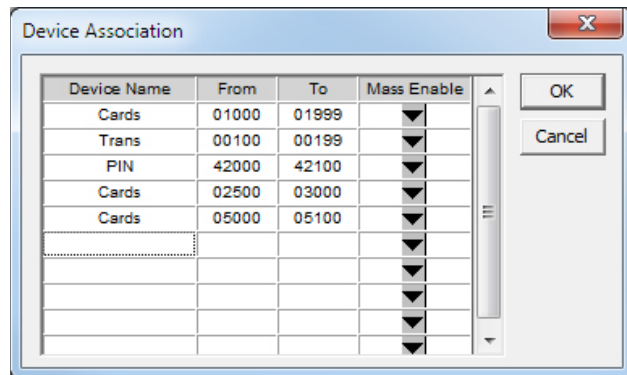 Device Association
Device Name From To Mass Enable
OK
Cards 01000 01999
Trans 00100 00199
Cancel
PIN 42000 42100
Cards 02500 03000
Cards 05000 05100